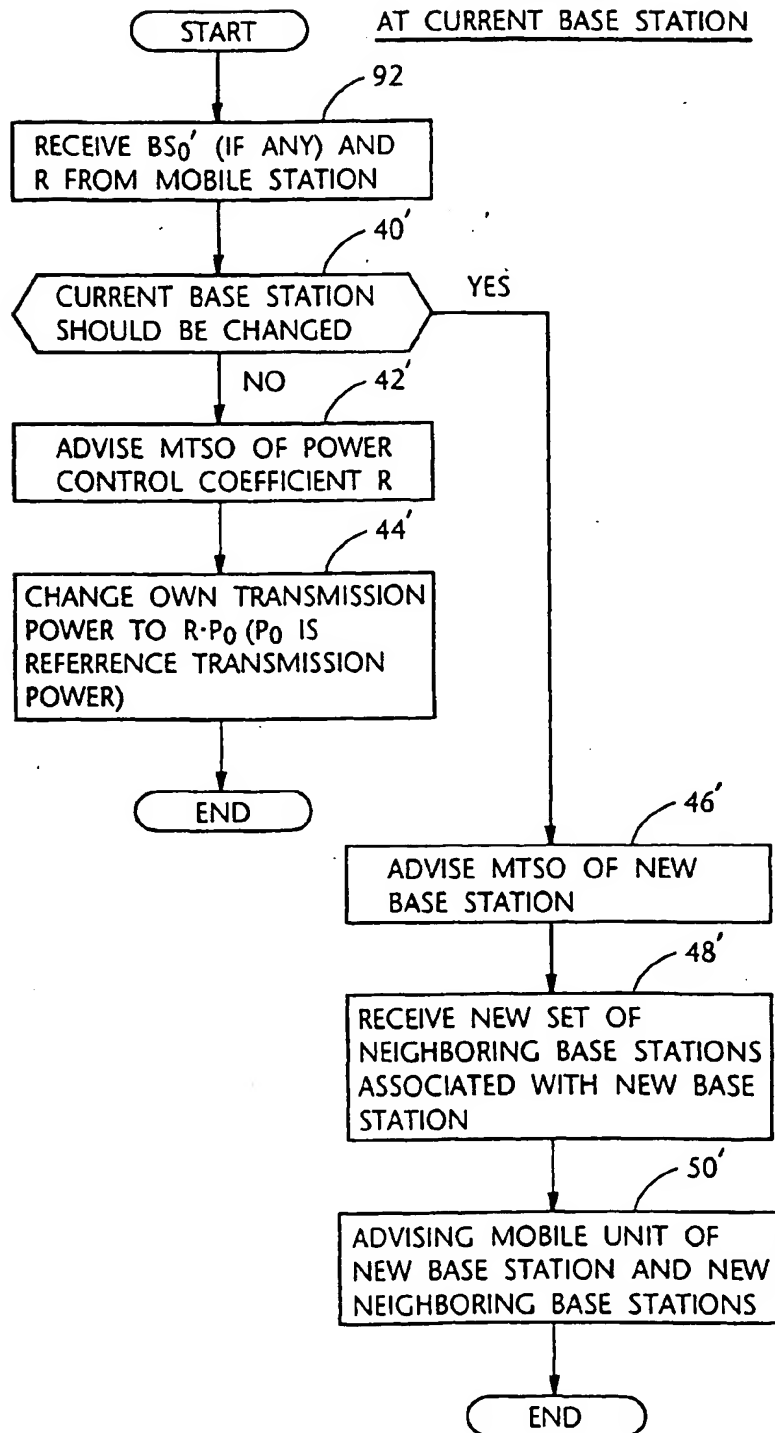 START
AT CURRENT BASE STATION
92
RECEIVE BS0' (IF ANY) AND
R FROM MOBILE STATION
40'
CURRENT BASE STATION
SHOULD BE CHANGED
YES
NO
42'
ADVISE MTSO OF POWER
CONTROL COEFFICIENT R
44'
CHANGE OWN TRANSMISSION
POWER TO R·P0 (P0 IS
REFERRENCE TRANSMISSION
POWER)
END
46'
ADVISE MTSO OF NEW
BASE STATION
48'
RECEIVE NEW SET OF
NEIGHBORING BASE STATIONS
ASSOCIATED WITH NEW BASE
STATION
50'
ADVISING MOBILE UNIT OF
NEW BASE STATION AND NEW
NEIGHBORING BASE STATIONS
END